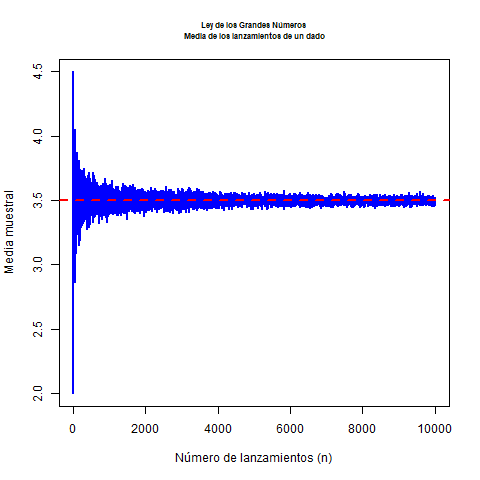 Ley de los Grandes Números
Media de los lanzamientos de un dado
4.5
4.0
3.5
3.0
2.5
2.0
Media muestral
0 2000 4000 6000 8000 10000
Número de lanzamientos (n)